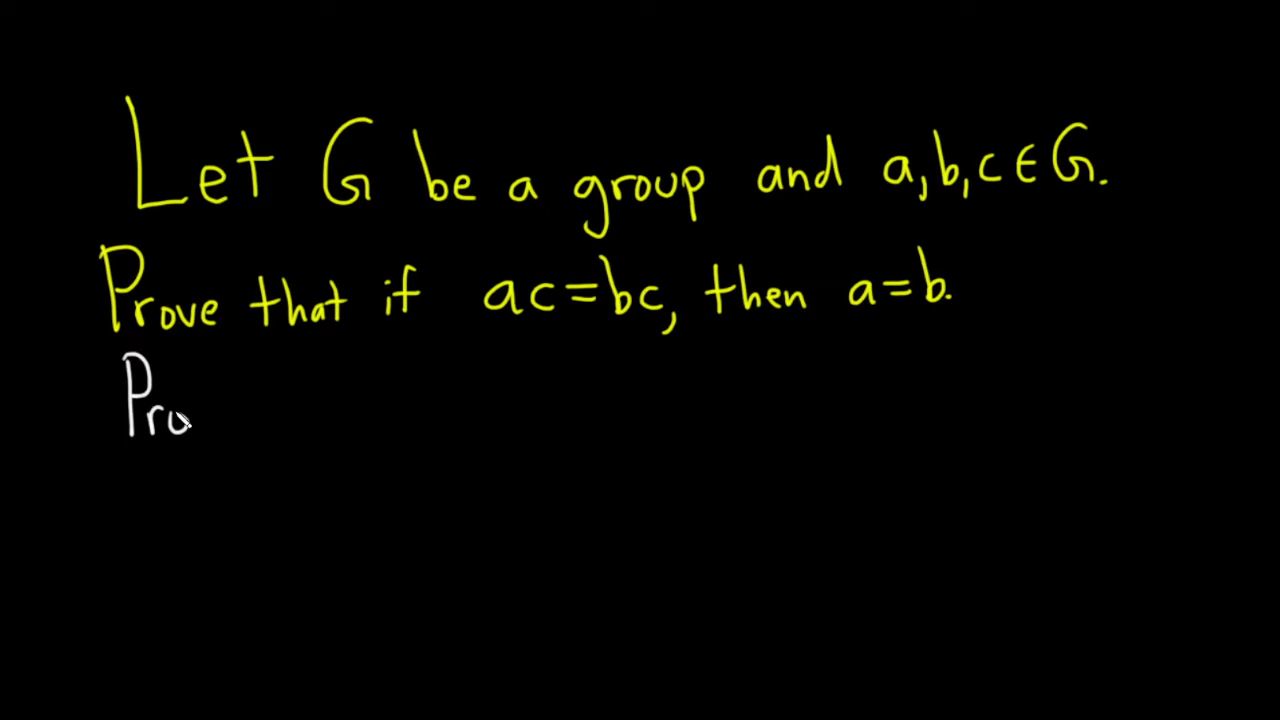 Let G be a group and a,b,c∈G.
Prove that if ac=bc, then a=b.
Pro